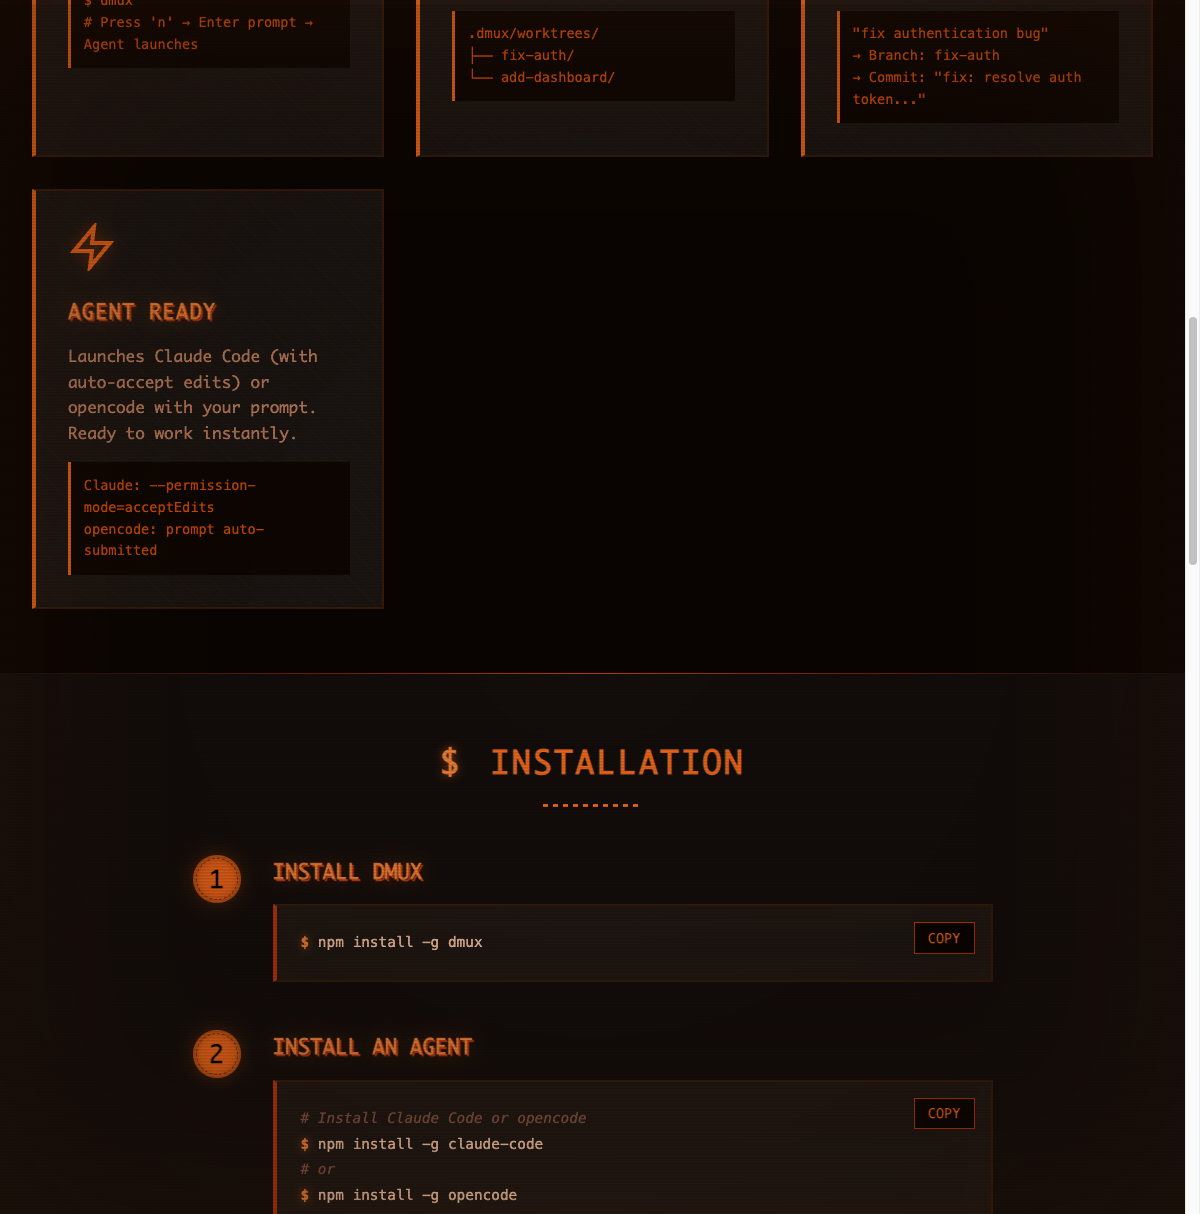 $ dmux
# Press 'n' → Enter prompt →
Agent launches
.dmux/worktrees/
├── fix-auth/
└── add-dashboard/
"fix authentication bug"
→ Branch: fix-auth
→ Commit: "fix: resolve auth
token..."
AGENT READY
Launches Claude Code (with
auto-accept edits) or
opencode with your prompt.
Ready to work instantly.
Claude: --permission-
mode=acceptEdits
opencode: prompt auto-
submitted
$ INSTALLATION
1
INSTALL DMUX
$ npm install -g dmux
COPY
2
INSTALL AN AGENT
# Install Claude Code or opencode
COPY
$ npm install -g claude-code
# or
$ npm install -g opencode